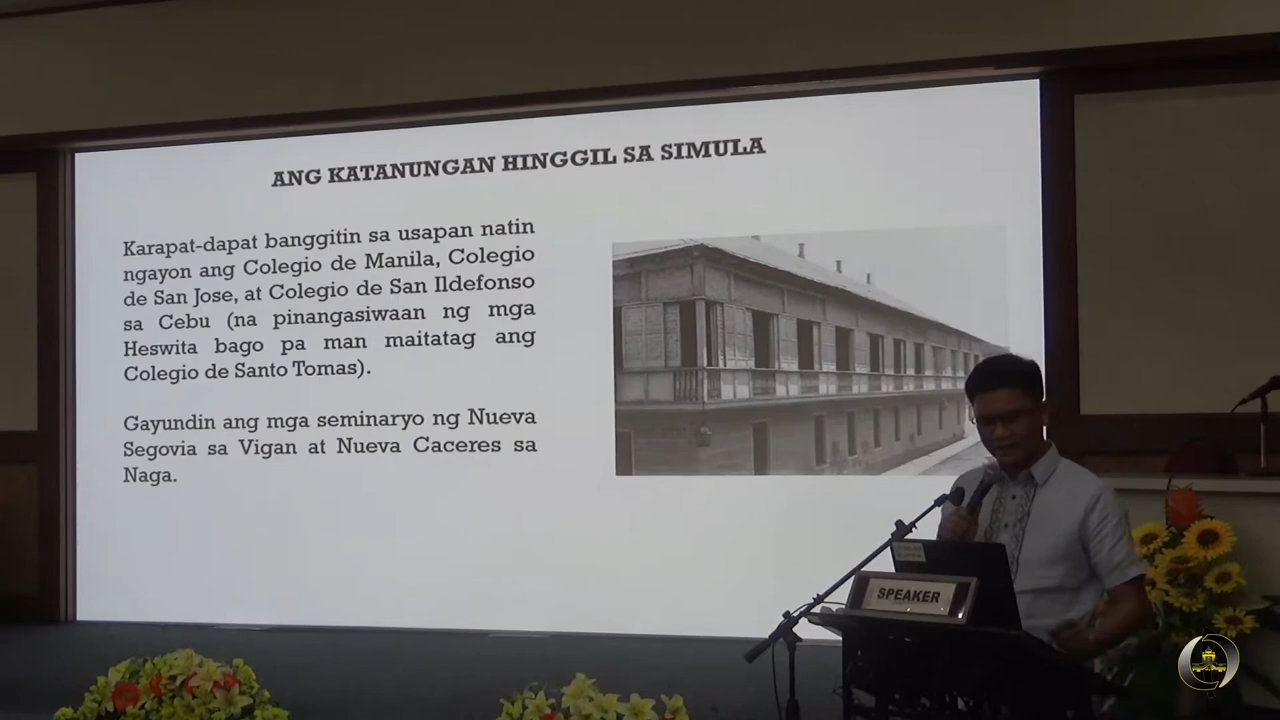 ANG KATANUNGAN HINGGIL SA SIMULA
Karapat-dapat banggitin sa usapan natin
ngayon ang Colegio de Manila, Colegio
de San Jose, at Colegio de San Ildefonso
sa Cebu (na pinangasiwaan ng mga
Heswita bago pa man maitatag ang
Colegio de Santo Tomas).
Gayundin ang mga seminaryo ng Nueva
Segovia sa Vigan at Nueva Caceres sa
Naga.
SPEAKER